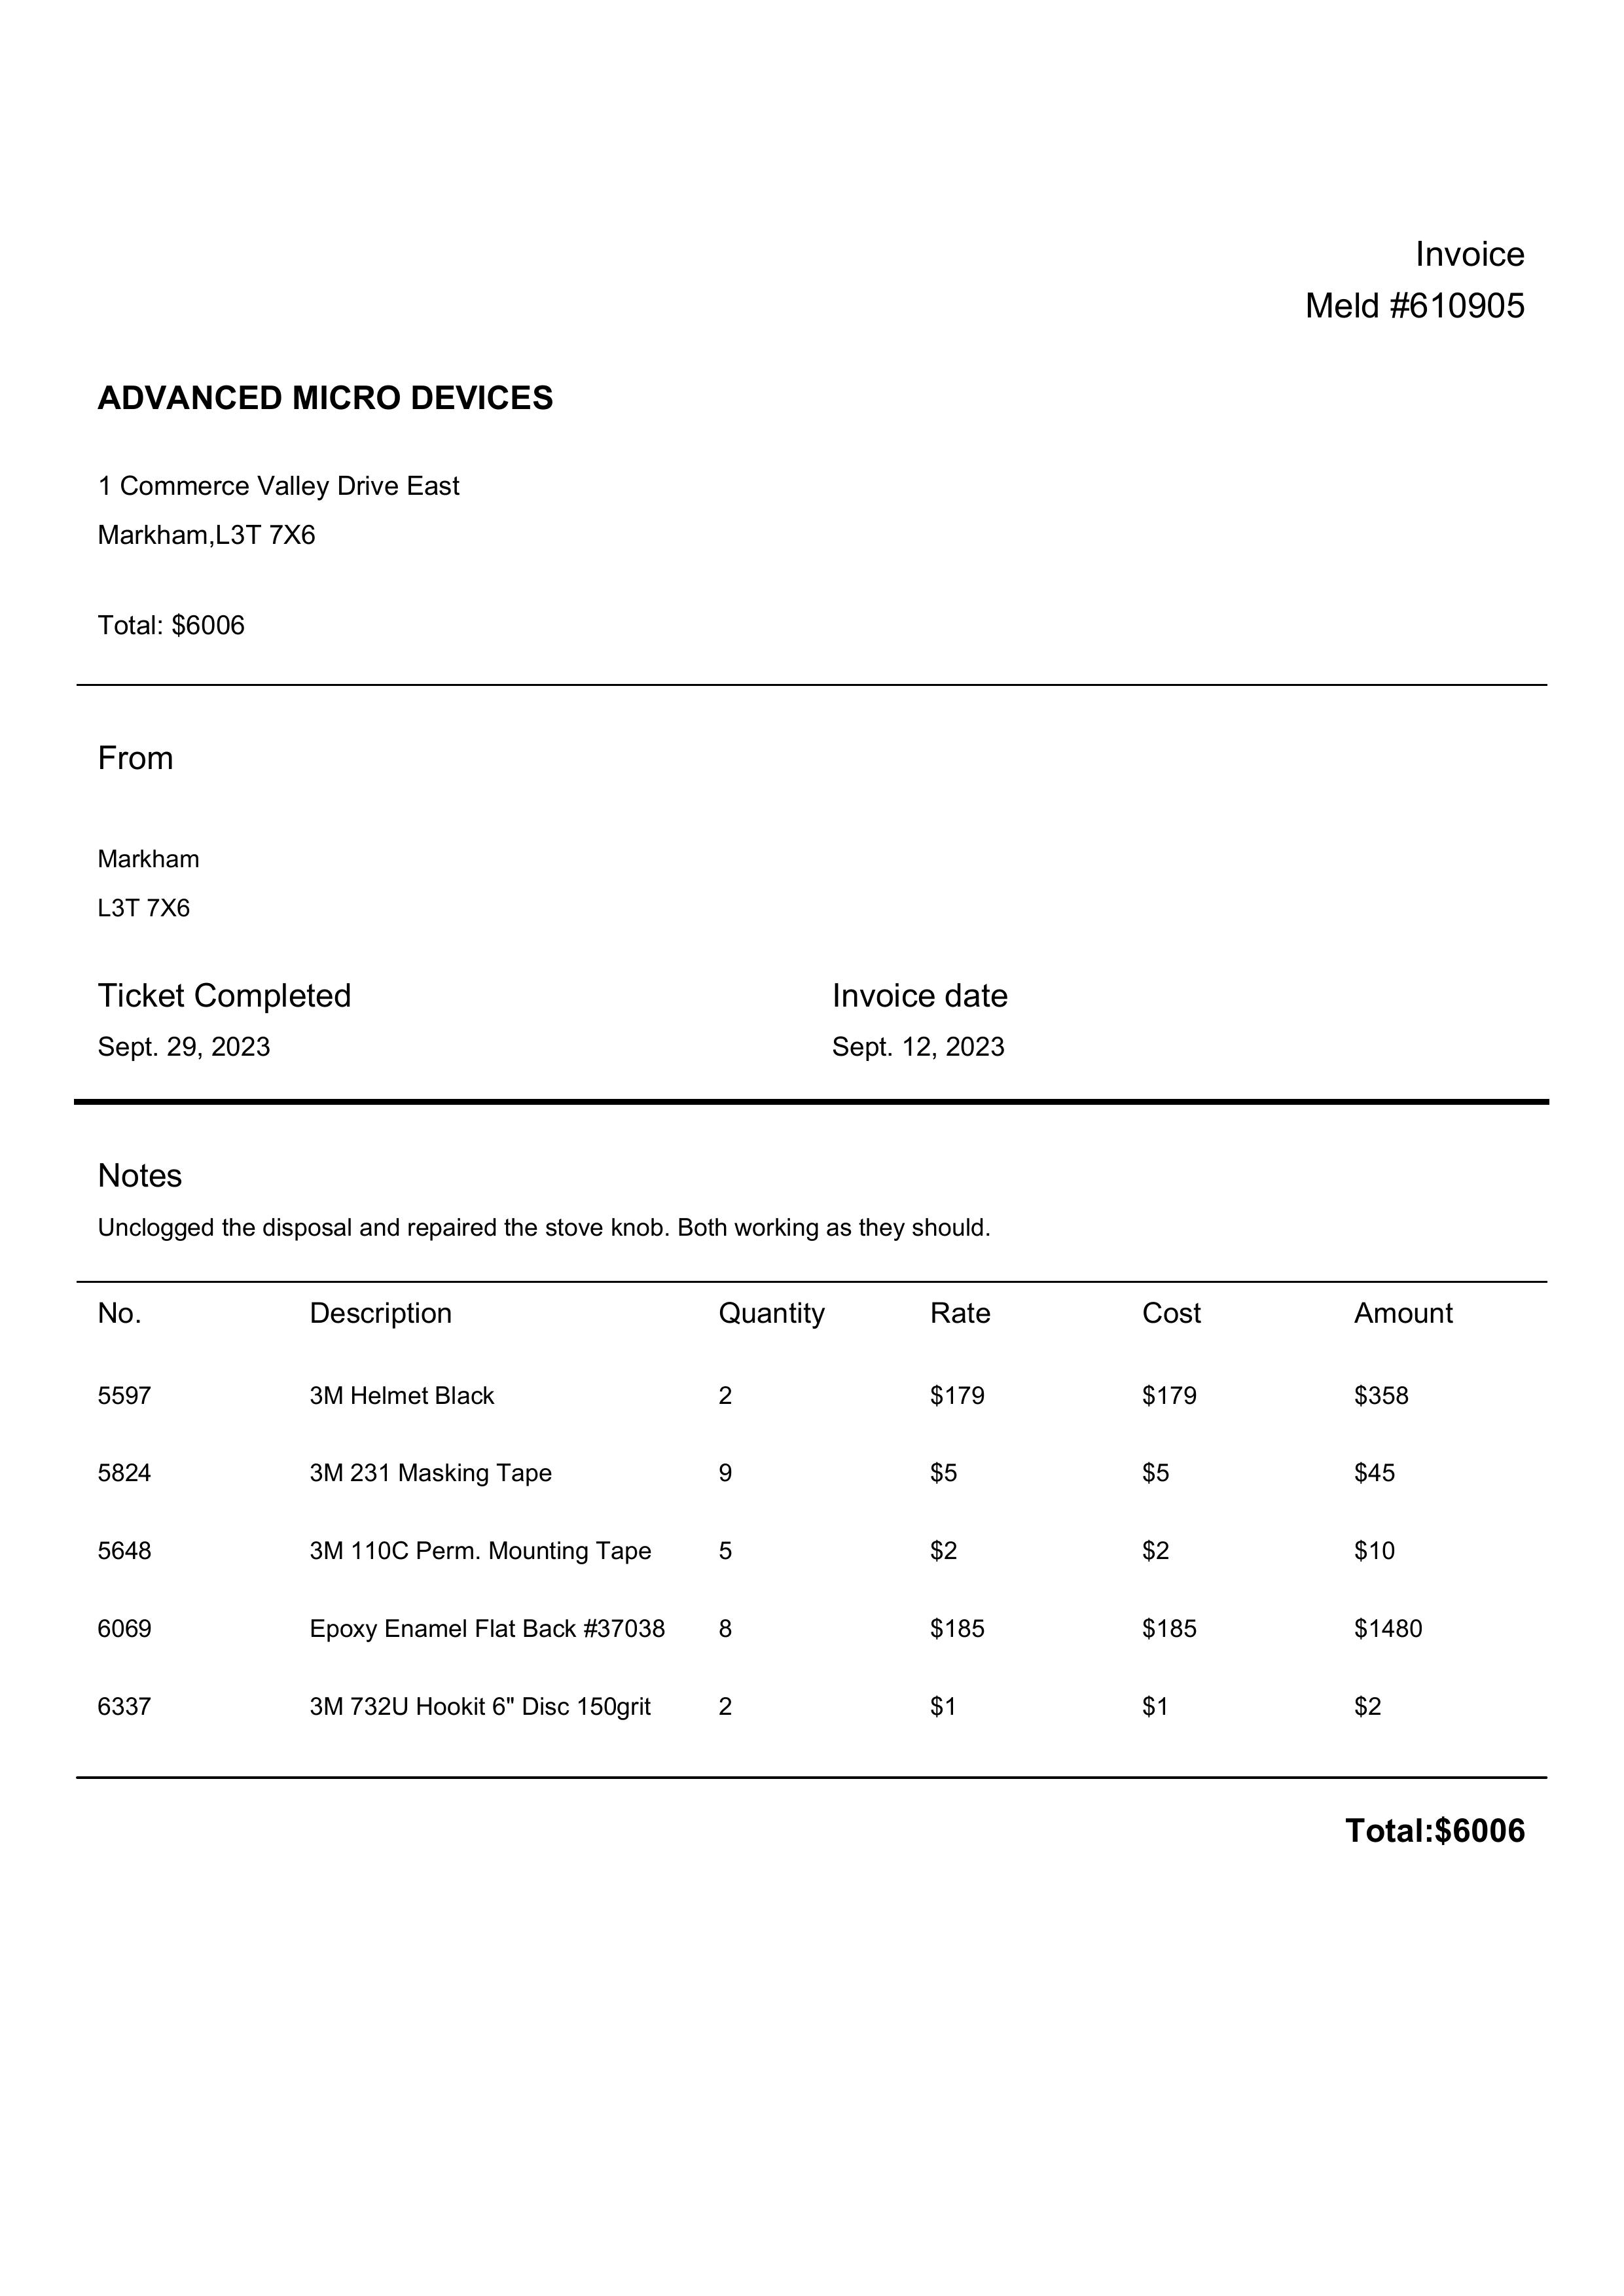 Invoice
Meld #610905
ADVANCED MICRO DEVICES
1 Commerce Valley Drive East
Markham,L3T 7X6
Total: $6006
From
Markham
L3T 7X6
Ticket Completed Invoice date
Sept. 29, 2023 Sept. 12, 2023
Notes
Unclogged the disposal and repaired the stove knob. Both working as they should.
No. Description Quantity Rate Cost Amount
5597 3M Helmet Black 2 $179 $179 $358
5824 3M 231 Masking Tape 9 $5 $5 $45
5648 3M 110C Perm. Mounting Tape 5 $2 $2 $10
6069 Epoxy Enamel Flat Back #37038 8 $185 $185 $1480
6337 3M 732U Hookit 6" Disc 150grit 2 $1 $1 $2
Total:$6006